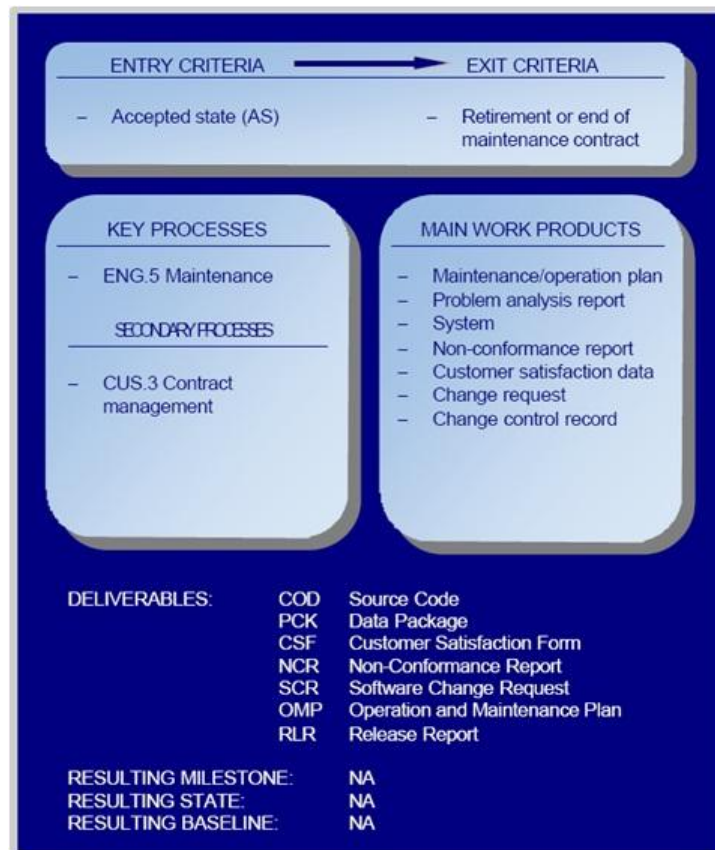 ENTRY CRITERIA EXIT CRITERIA
– Accepted state (AS)
– Retirement or end of
maintenance contract
KEY PROCESSES
– ENG.5 Maintenance
SECONDARY PROCESSES
– CUS.3 Contract
management
MAIN WORK PRODUCTS
– Maintenance/operation plan
– Problem analysis report
– System
– Non-conformance report
– Customer satisfaction data
– Change request
– Change control record
DELIVERABLES: COD Source Code
PCK Data Package
CSF Customer Satisfaction Form
NCR Non-Conformance Report
SCR Software Change Request
OMP Operation and Maintenance Plan
RLR Release Report
RESULTING MILESTONE: NA
RESULTING STATE: NA
RESULTING BASELINE: NA